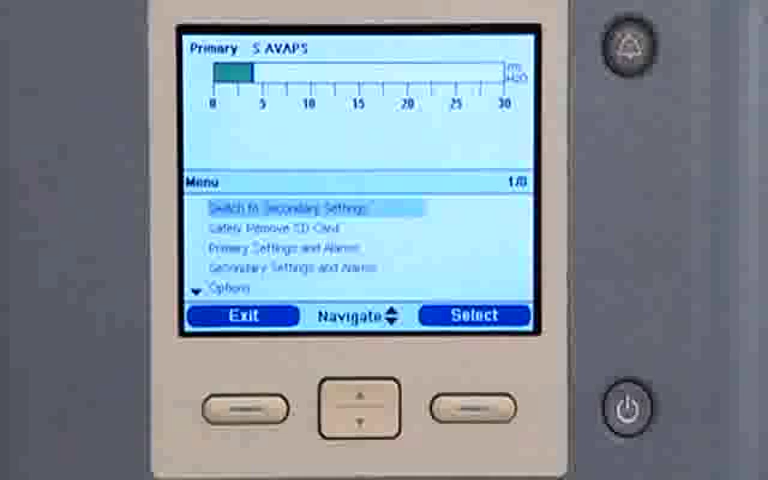 Primary S AVAPS
H2O
0 5 10 15 20 25 30
Menu 1/8
Switch to Secondary Settings
Safely Remove SD Card
Primary Settings and Alarms
Secondary Settings and Alarms
Options
Exit Navigate Select